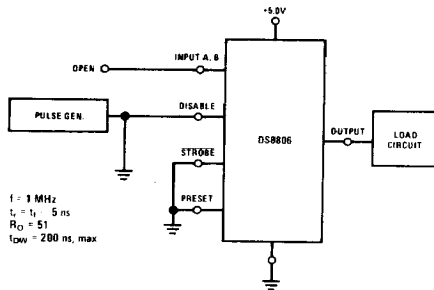 +5.0V
INPUT A, B
OPEN
PULSE GEN.
DISABLE
DS8806
OUTPUT
LOAD
CIRCUIT
STROBE
PRESET
f = 1 MHz
tr = tf = 5 ns
RO = 51
tDW = 200 ns, max